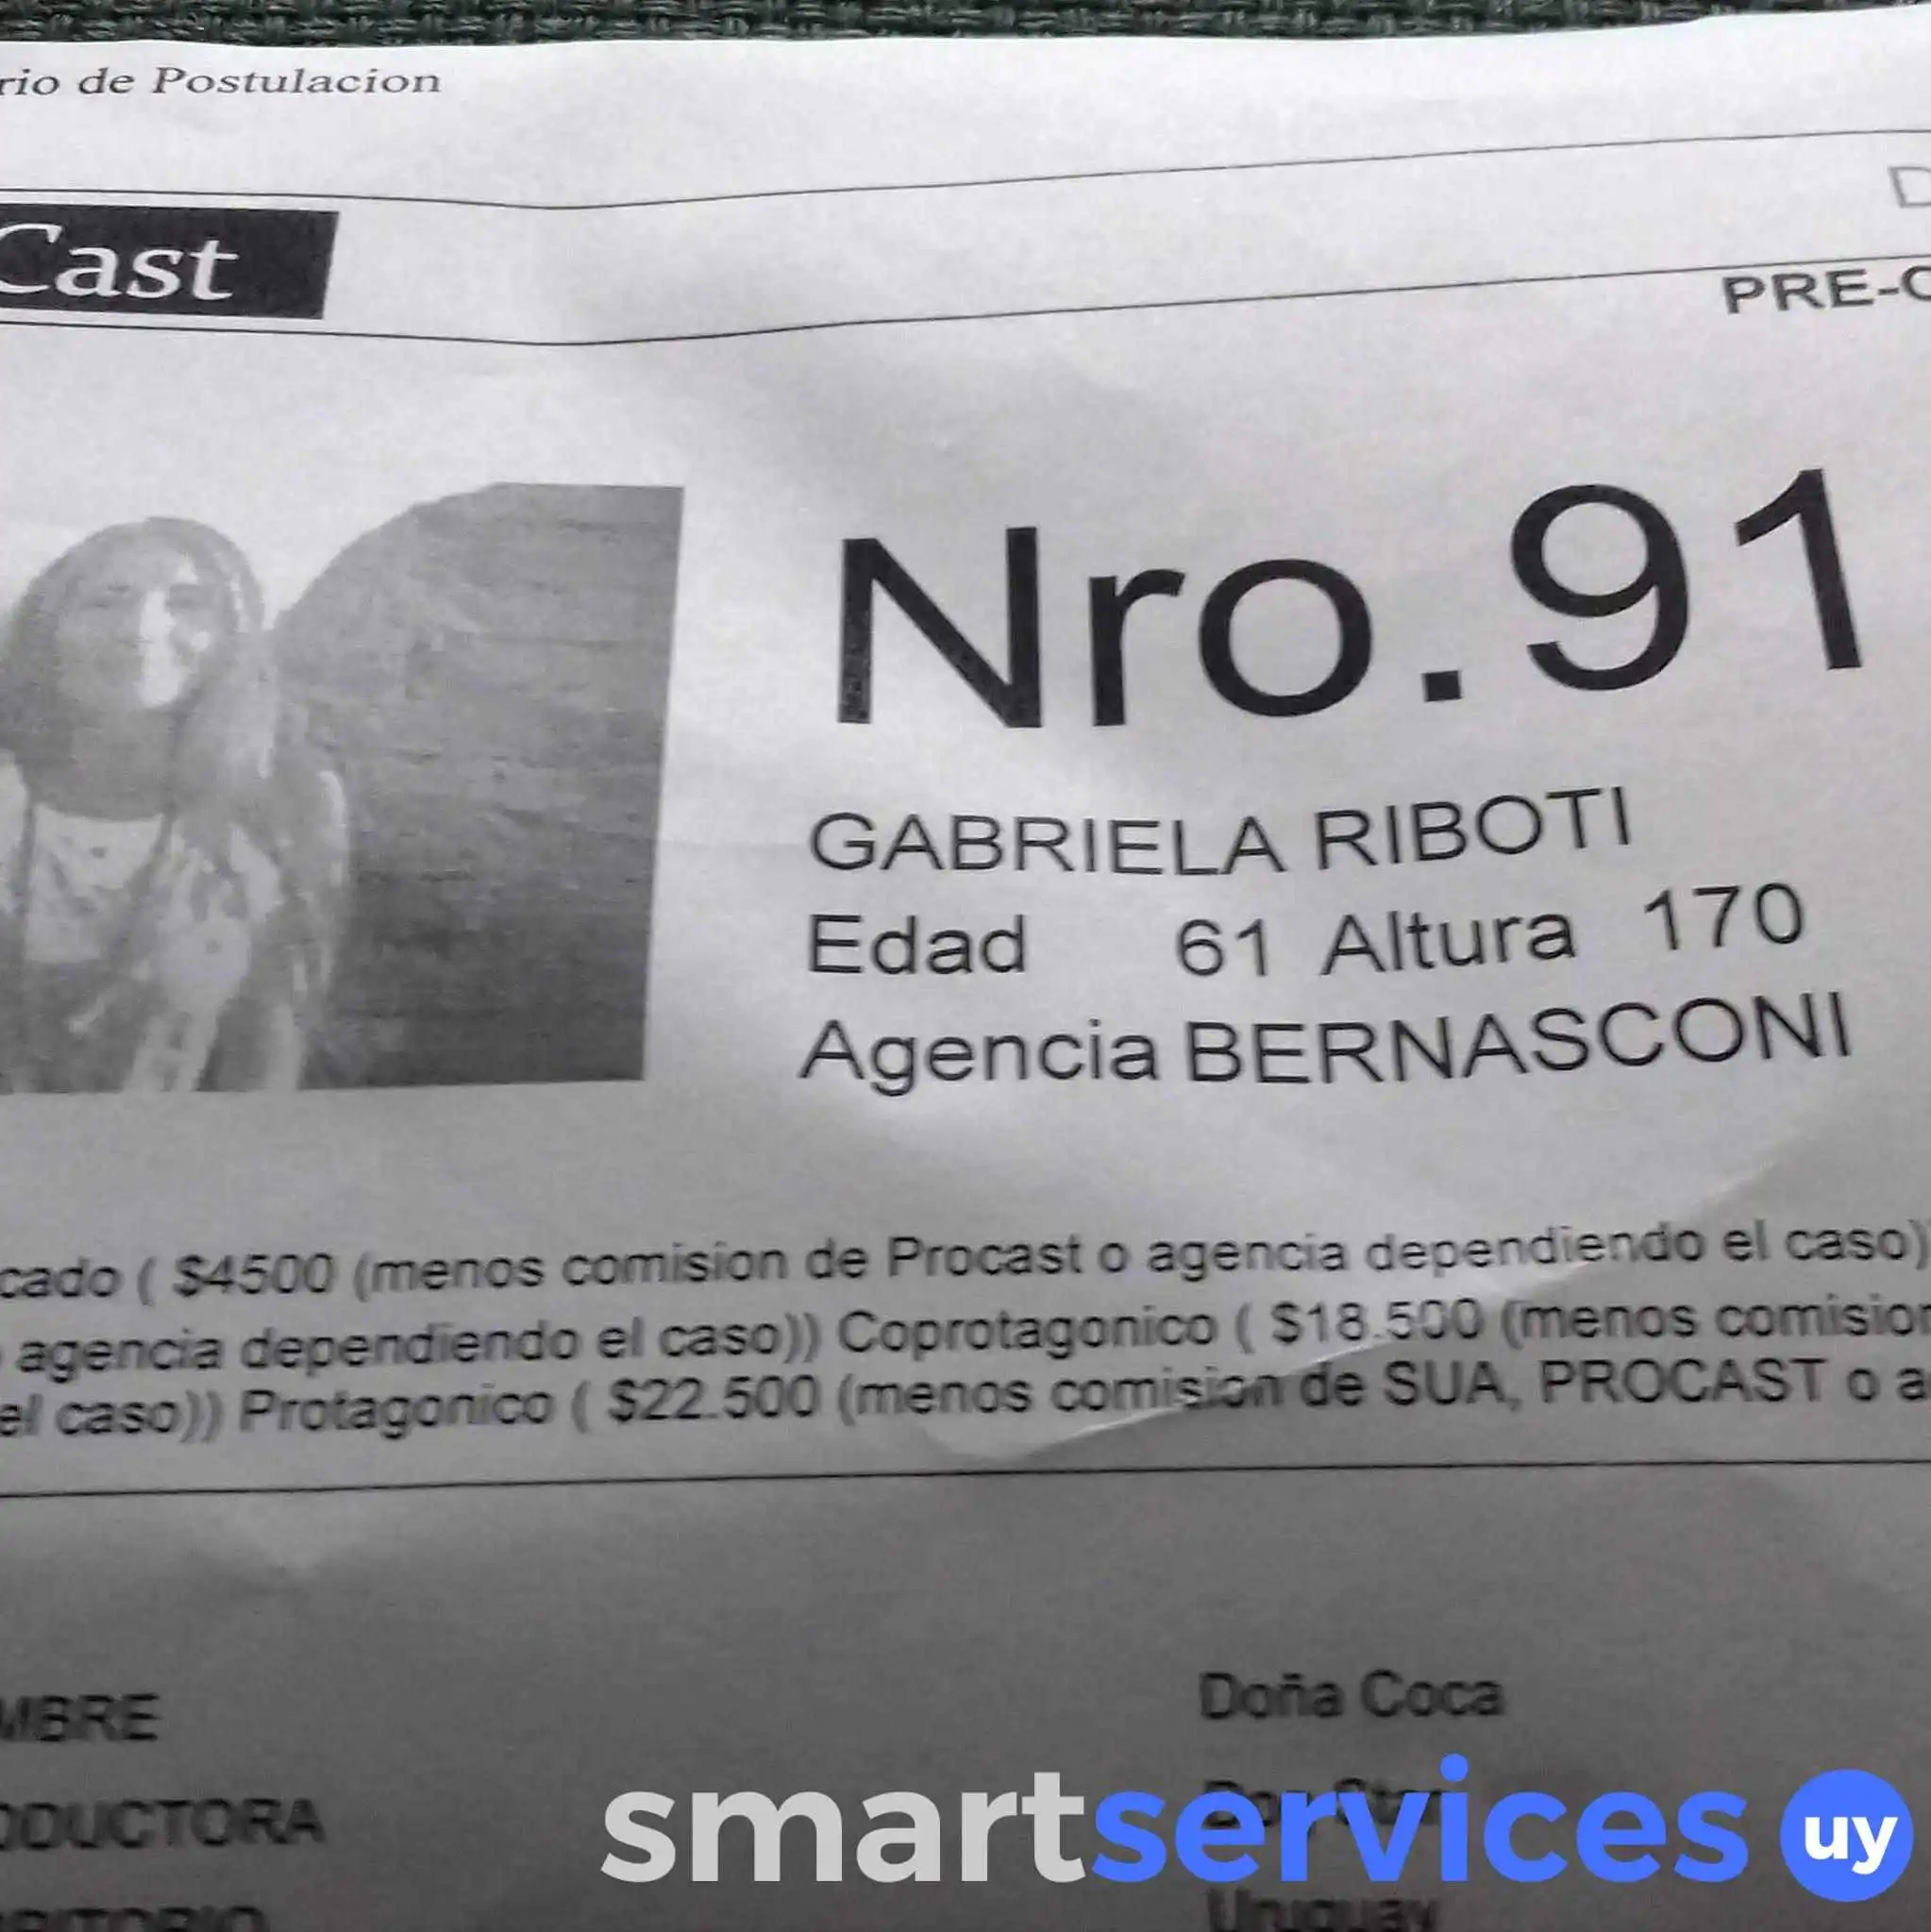 rio de Postulacion
Cast
PRE-
Nro.91
GABRIELA RIBOTI
Edad 61 Altura 170
Agencia BERNASCONI
cado ( $4500 (menos comision de Procast o agencia dependiendo el caso)
agencia dependiendo el caso)) Coprotagonico ( $18.500 (menos comision
el caso)) Protagonico ( $22.500 (menos comision de SUA, PROCAST o a
MBRE Doña Coca
ODUCTORA
Uruguay
smartservices uy